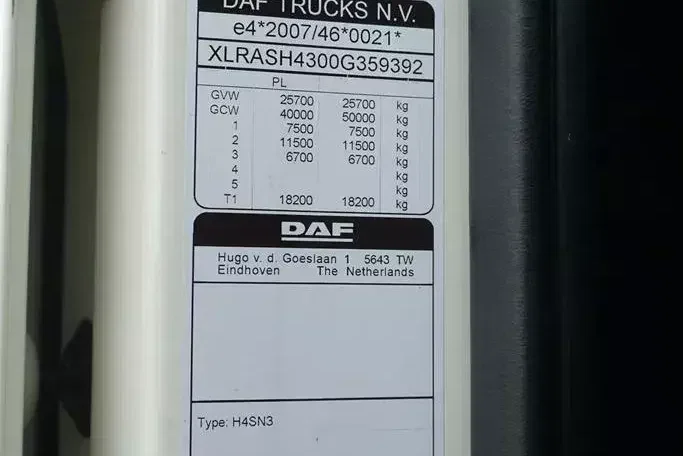 DAF TRUCKS N.V.
e4*2007/46*0021*
XLRASH4300G359392
PL
GVW 25700 25700 kg
GCW 40000 50000 kg
1 7500 7500 kg
2 11500 11500 kg
3 6700 6700 kg
4 kg
5 kg
T1 18200 18200 kg
DAF
Hugo v. d. Goeslaan 1 5643 TW
Eindhoven The Netherlands
Type: H4SN3